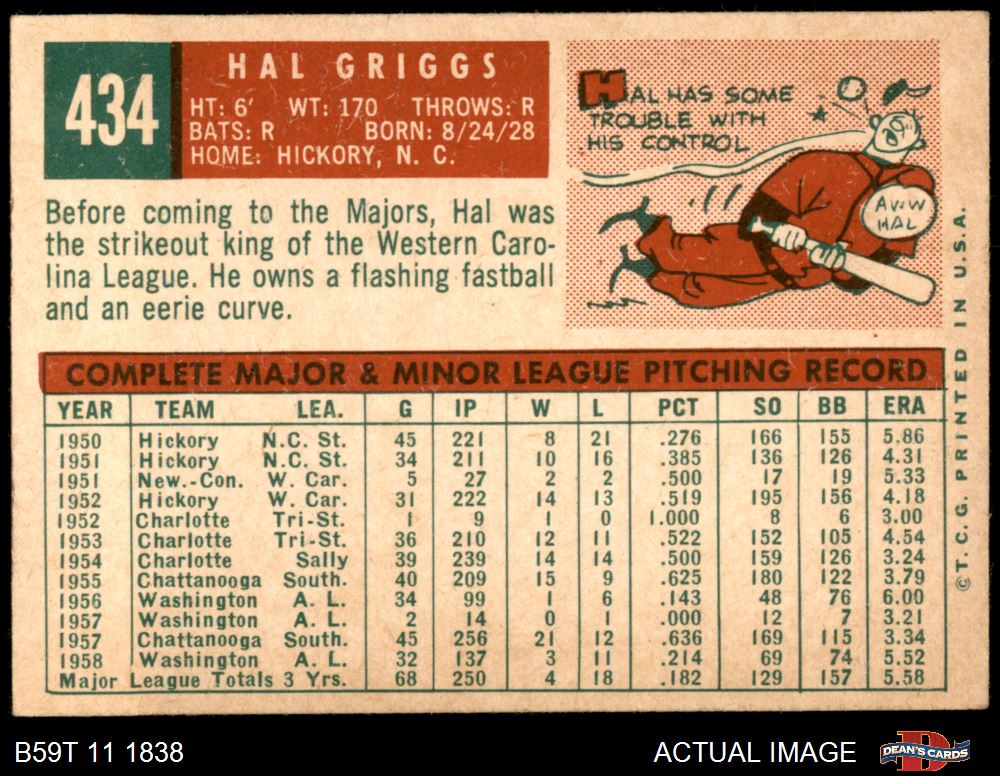 434
HAL GRIGGS
HT: 6' WT: 170 THROWS: R
BATS: R BORN: 8/24/28
HOME: HICKORY, N. C.
HAL HAS SOME
TROUBLE WITH
HIS CONTROL
AWW
HAL
Before coming to the Majors, Hal was
the strikeout king of the Western Caro-
lina League. He owns a flashing fastball
and an eerie curve.
COMPLETE MAJOR & MINOR LEAGUE PITCHING RECORD
YEAR TEAM LEA. G IP W L PCT SO BB ERA
1950 Hickory N.C. St. 45 221 8 21 .276 166 155 5.86
1951 Hickory N.C. St. 34 211 10 16 .385 136 126 4.31
1951 New.-Con. W. Car. 5 27 2 2 .500 17 19 5.33
1952 Hickory W. Car. 31 222 14 13 .519 195 156 4.18
1952 Charlotte Tri-St. 1 9 1 0 1.000 8 6 3.00
1953 Charlotte Tri-St. 36 210 12 11 .522 152 105 4.54
1954 Charlotte Sally 39 239 14 14 .500 159 126 3.24
1955 Chattanooga South. 40 209 15 9 .625 180 122 3.79
1956 Washington A. L. 34 99 1 6 .143 48 76 6.00
1957 Washington A. L. 2 14 0 1 .000 12 7 3.21
1957 Chattanooga South. 45 256 21 12 .636 169 115 3.34
1958 Washington A. L. 32 137 3 11 .214 69 74 5.52
Major League Totals 3 Yrs. 68 250 4 18 .182 129 157 5.58
©T.C.G. PRINTED IN U.S.A.
B59T 11 1838
ACTUAL IMAGE
DEAN'S CARDS